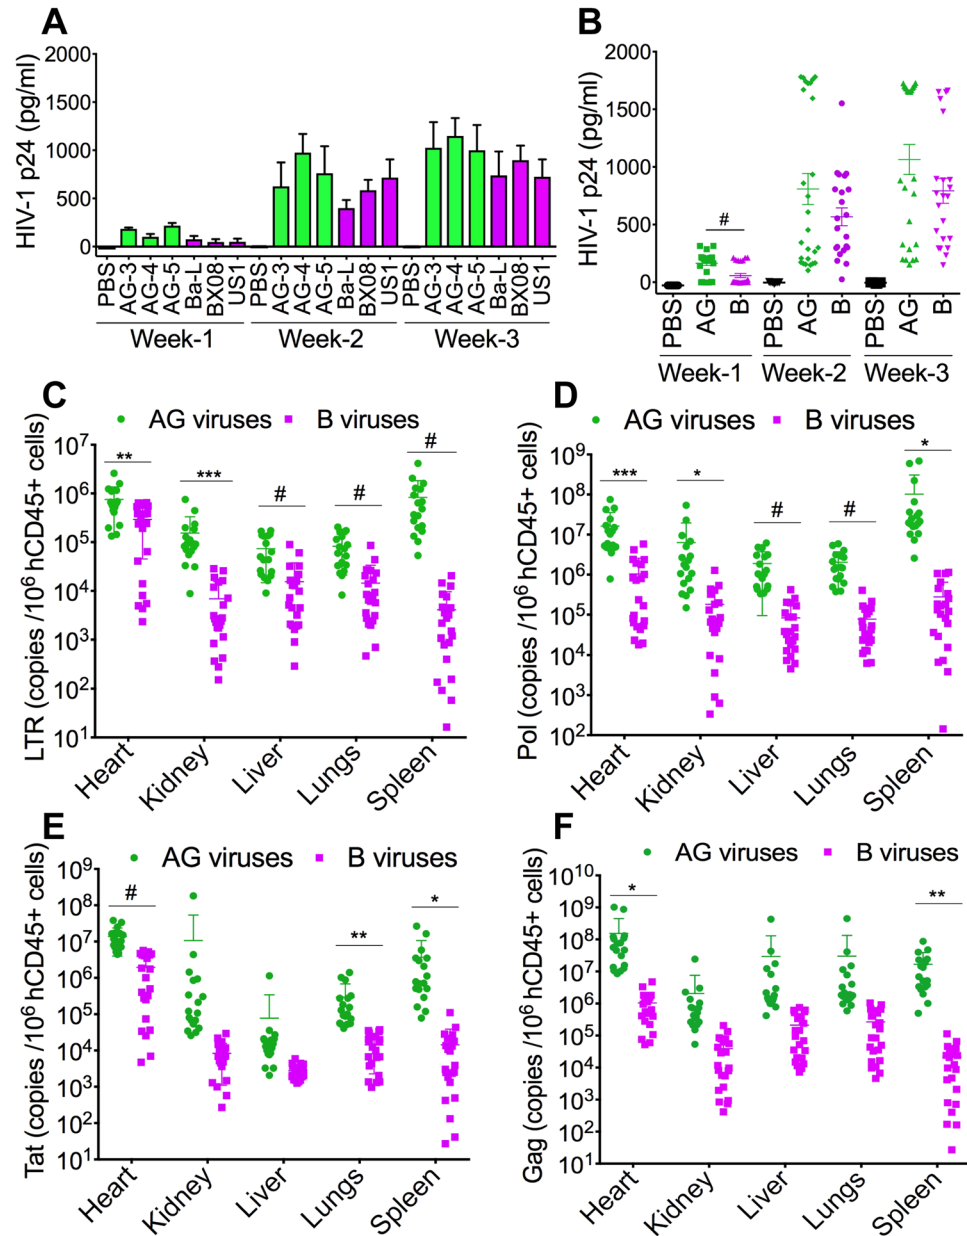 A
HIV-1 p24 (pg/ml)
2000
1500
1000
500
0
PBS
AG-3
AG-4
AG-5
Ba-L
BX08
US1
PBS
AG-3
AG-4
AG-5
Ba-L
BX08
US1
PBS
AG-3
AG-4
AG-5
Ba-L
BX08
US1
Week-1
Week-2
Week-3
B
HIV-1 p24 (pg/ml)
2000
1500
1000
500
0
#
PBS
AG
B
PBS
AG
B
PBS
AG
B
Week-1
Week-2
Week-3
C
AG viruses
B viruses
LTR (copies /10⁶ hCD45+ cells)
10⁷
10⁶
10⁵
10⁴
10³
10²
10¹
**
***
#
#
#
Heart
Kidney
Liver
Lungs
Spleen
D
AG viruses
B viruses
Pol (copies /10⁶ hCD45+ cells)
10⁹
10⁸
10⁷
10⁶
10⁵
10⁴
10³
10²
***
*
#
#
*
Heart
Kidney
Liver
Lungs
Spleen
E
AG viruses
B viruses
Tat (copies /10⁶ hCD45+ cells)
10⁹
10⁸
10⁷
10⁶
10⁵
10⁴
10³
10²
10¹
#
**
*
Heart
Kidney
Liver
Lungs
Spleen
F
AG viruses
B viruses
Gag (copies /10⁶ hCD45+ cells)
10¹⁰
10⁹
10⁸
10⁷
10⁶
10⁵
10⁴
10³
10²
10¹
*
**
Heart
Kidney
Liver
Lungs
Spleen